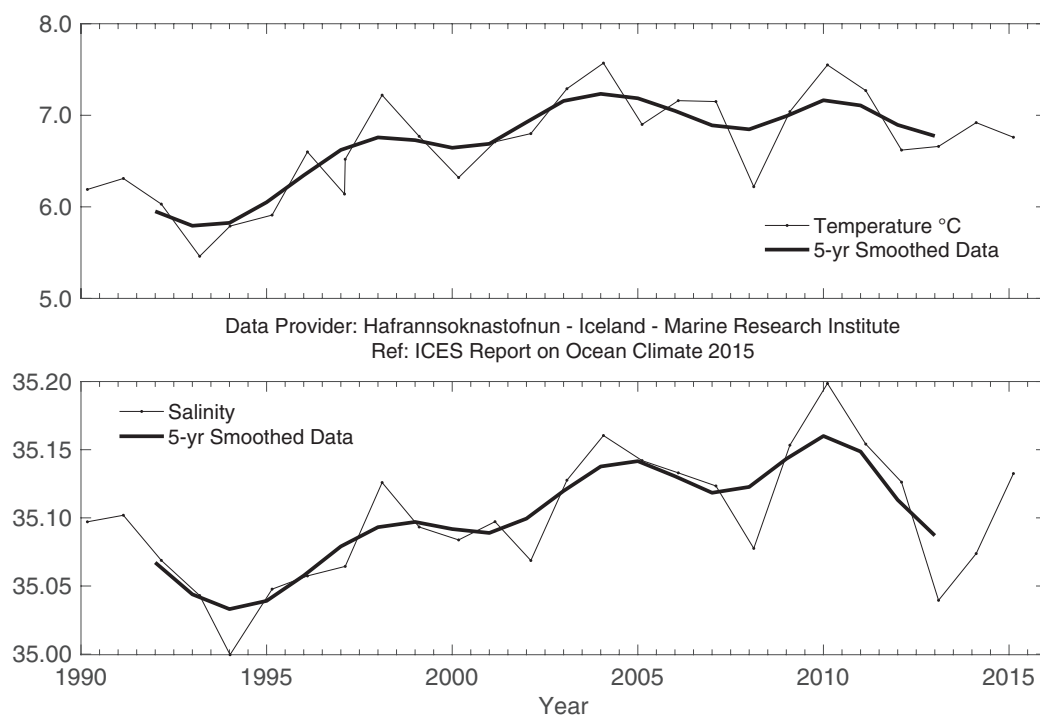 8.0
7.0
6.0
5.0
Temperature °C
5-yr Smoothed Data
Data Provider: Hafrannsoknastofnun - Iceland - Marine Research Institute
Ref: ICES Report on Ocean Climate 2015
35.20
35.15
35.10
35.05
35.00
Salinity
5-yr Smoothed Data
1990 1995 2000 2005 2010 2015
Year